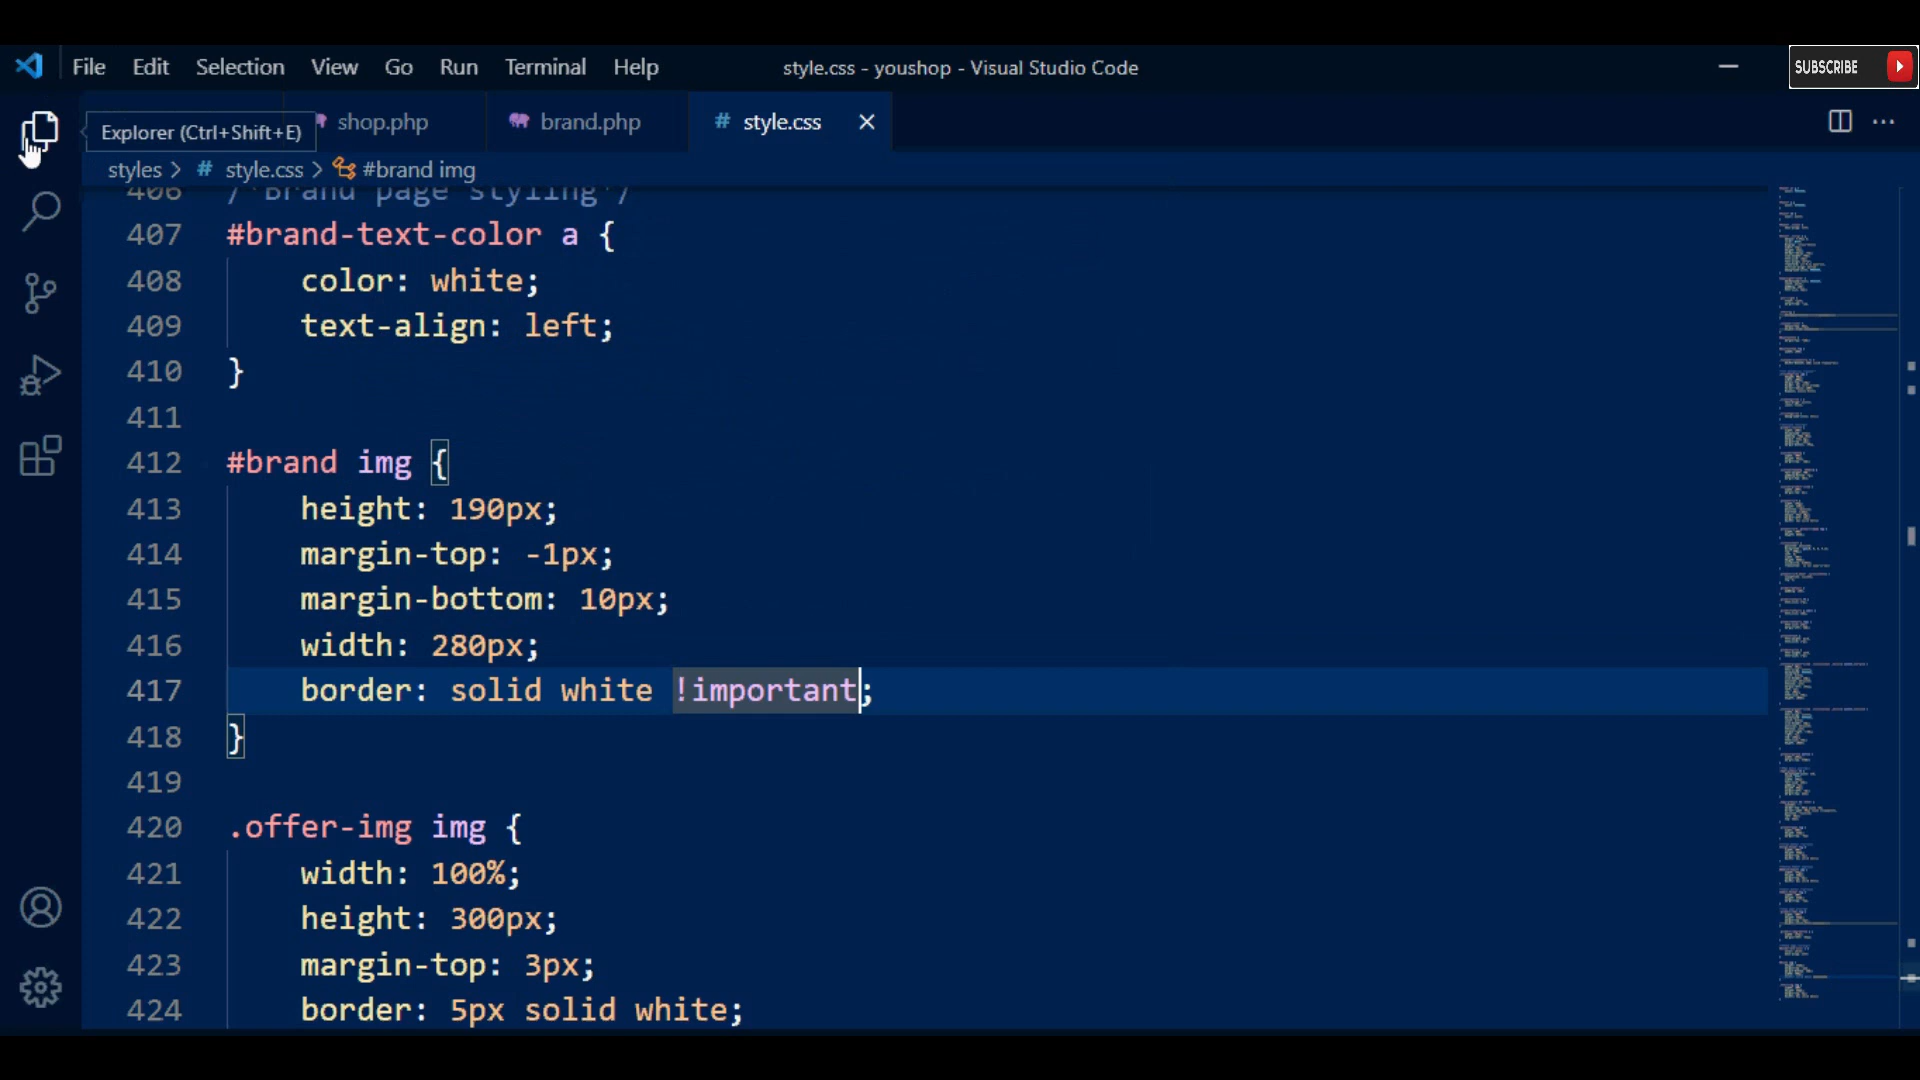 File Edit Selection View Go Run Terminal Help style.css - youshop - Visual Studio Code SUBSCRIBE
Explorer (Ctrl+Shift+E) shop.php brand.php # style.css
styles > # style.css > #brand img
406 /*Brand page styling*/
407 #brand-text-color a {
408 color: white;
409 text-align: left;
410 }
411
412 #brand img {
413 height: 190px;
414 margin-top: -1px;
415 margin-bottom: 10px;
416 width: 280px;
417 border: solid white !important;
418 }
419
420 .offer-img img {
421 width: 100%;
422 height: 300px;
423 margin-top: 3px;
424 border: 5px solid white;